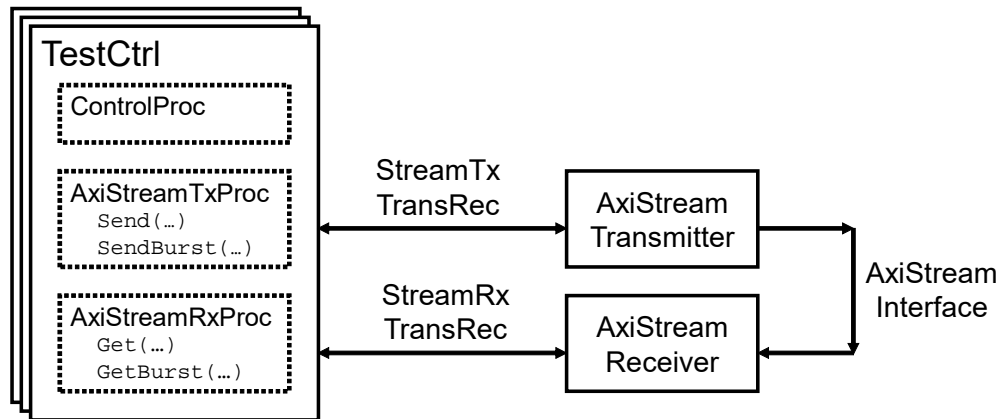 TestCtrl
ControlProc
AxiStreamTxProc
Send(…)
SendBurst(…)
AxiStreamRxProc
Get(…)
GetBurst(…)
StreamTx
TransRec
StreamRx
TransRec
AxiStream
Transmitter
AxiStream
Receiver
AxiStream
Interface